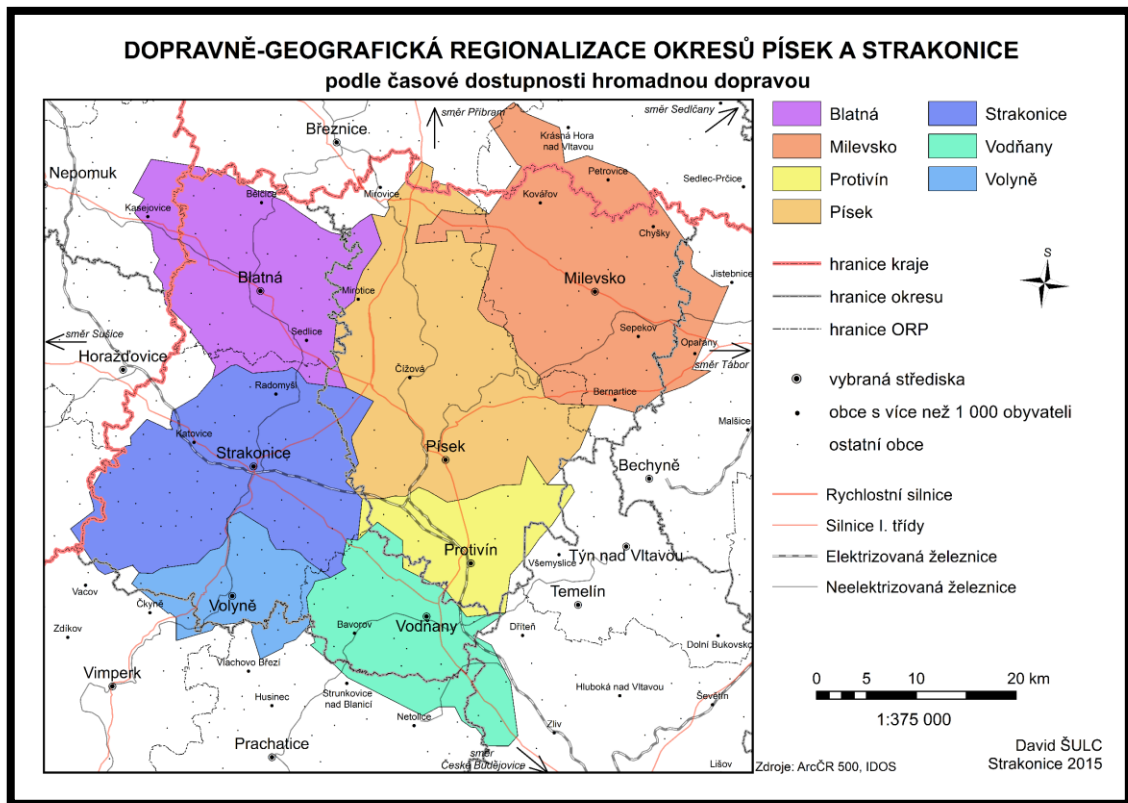 DOPRAVNĚ-GEOGRAFICKÁ REGIONALIZACE OKRESŮ PÍSEK A STRAKONICE
podle časové dostupnosti hromadnou dopravou
směr Příbram
směr Sedlčany
Březnice
Krásná Hora
nad Vltavou
Nepomuk
Mirovice
Petrovice
Sedlec-Prčice
Bělčice
Kovářov
Kasejovice
Chyšky
Jistebnice
Blatná
Mirotice
Milevsko
směr Sušice
Sedlice
Sepekov
Opařany
Horažďovice
směr Tábor
Čížová
Radomyšl
Bernartice
Malšice
Katovice
Strakonice
Písek
Bechyně
Protivín
Všemyslice
Týn nad Vltavou
Vacov
Čkyně
Volyně
Temelín
Zdíkov
Bavorov
Vodňany
Dříteň
Dolní Bukovsko
Vlachovo Březí
Vimperk
Husinec
Strunkovice
nad Blanicí
Hluboká nad Vltavou
Ševětín
Netolice
Zliv
Prachatice
směr
České Budějovice
Lišov
Blatná
Milevsko
Protivín
Písek
Strakonice
Vodňany
Volyně
hranice kraje
hranice okresu
hranice ORP
S
vybraná střediska
obce s více než 1 000 obyvateli
ostatní obce
Rychlostní silnice
Silnice I. třídy
Elektrizovaná železnice
Neelektrizovaná železnice
0 5 10 20 km
1:375 000
David ŠULC
Strakonice 2015
Zdroje: ArcČR 500, IDOS